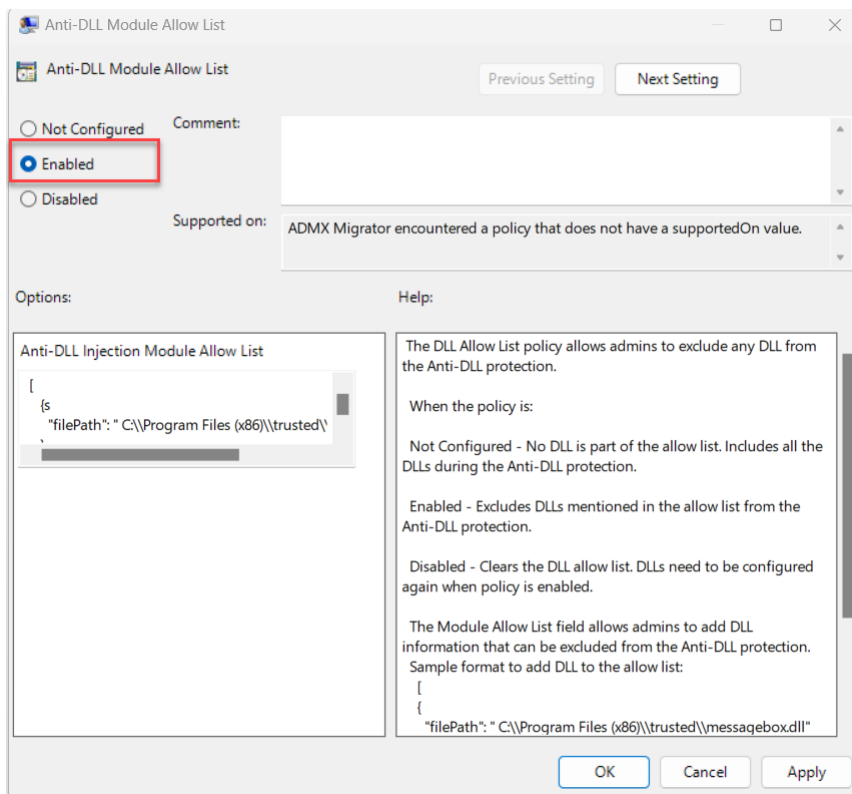 Anti-DLL Module Allow List
Anti-DLL Module Allow List
Previous Setting
Next Setting
Not Configured
Comment:
Enabled
Disabled
Supported on:
ADMX Migrator encountered a policy that does not have a supportedOn value.
Options:
Help:
Anti-DLL Injection Module Allow List
[
{s
"filePath": " C:\\Program Files (x86)\\trusted\
The DLL Allow List policy allows admins to exclude any DLL from
the Anti-DLL protection.
When the policy is:
Not Configured - No DLL is part of the allow list. Includes all the
DLLs during the Anti-DLL protection.
Enabled - Excludes DLLs mentioned in the allow list from the
Anti-DLL protection.
Disabled - Clears the DLL allow list. DLLs need to be configured
again when policy is enabled.
The Module Allow List field allows admins to add DLL
information that can be excluded from the Anti-DLL protection.
Sample format to add DLL to the allow list:
[
{
"filePath": " C:\\Program Files (x86)\\trusted\\messagebox.dll"
OK
Cancel
Apply